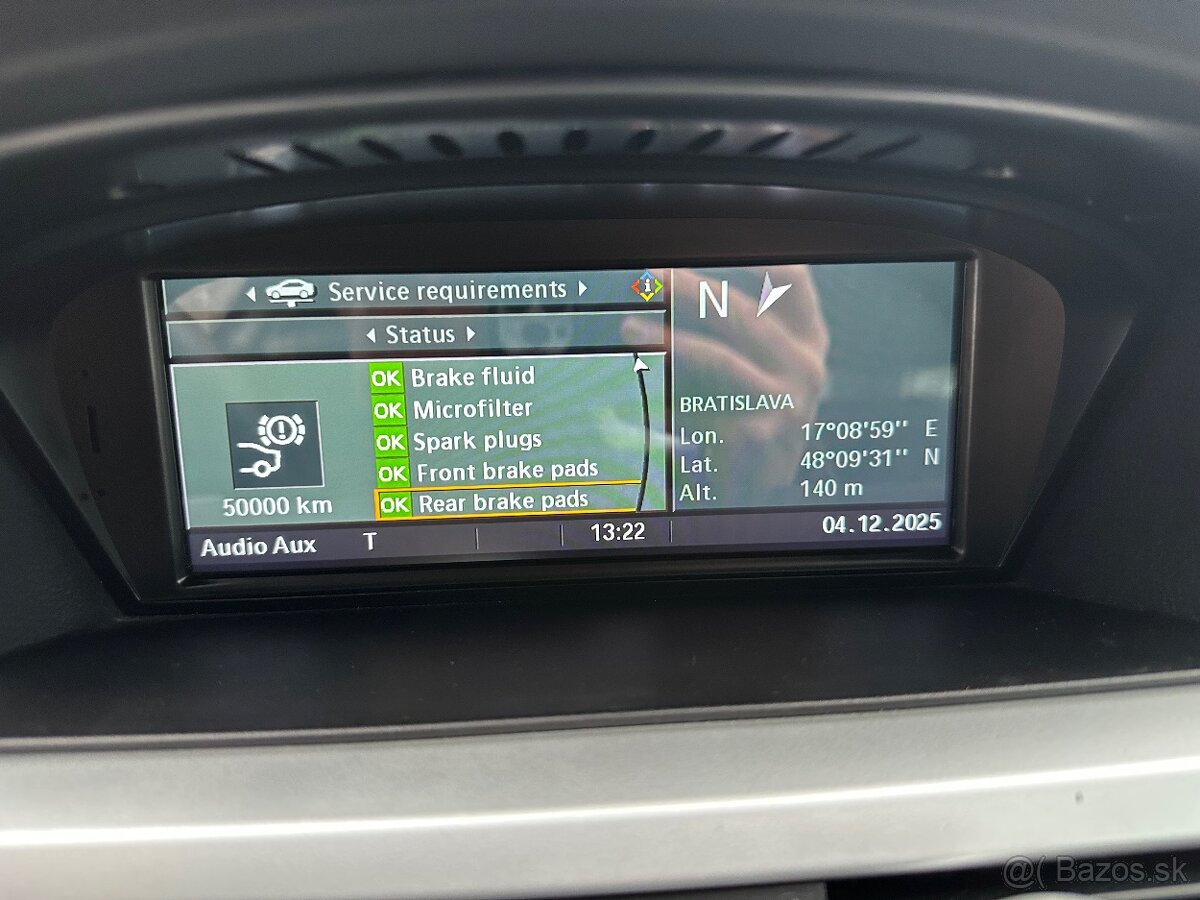 Service requirements
Status
OK Brake fluid
OK Microfilter
OK Spark plugs
OK Front brake pads
OK Rear brake pads
50000 km
N
BRATISLAVA
Lon. 17°08'59'' E
Lat. 48°09'31'' N
Alt. 140 m
Audio Aux T 13:22 04.12.2025
@( Bazos.sk